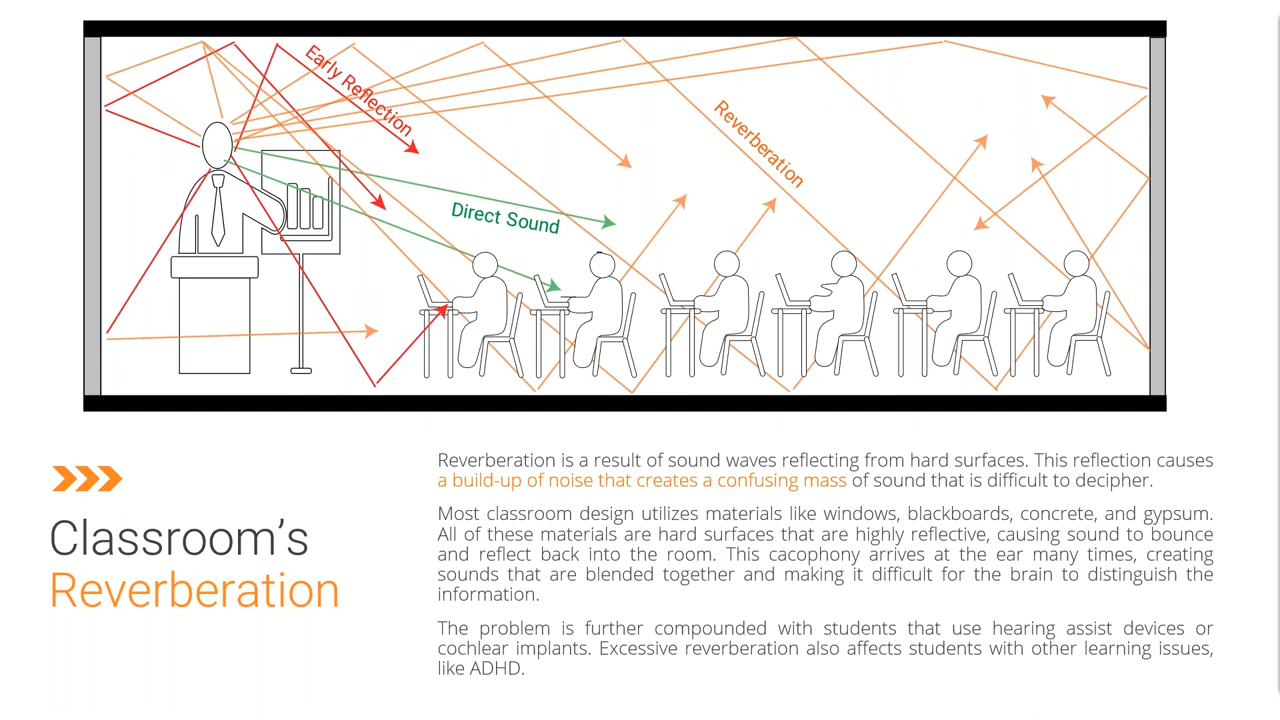 Early Reflection
Reverberation
Direct Sound
Classroom's
Reverberation
Reverberation is a result of sound waves reflecting from hard surfaces. This reflection causes
a build-up of noise that creates a confusing mass of sound that is difficult to decipher.
Most classroom design utilizes materials like windows, blackboards, concrete, and gypsum.
All of these materials are hard surfaces that are highly reflective, causing sound to bounce
and reflect back into the room. This cacophony arrives at the ear many times, creating
sounds that are blended together and making it difficult for the brain to distinguish the
information.
The problem is further compounded with students that use hearing assist devices or
cochlear implants. Excessive reverberation also affects students with other learning issues,
like ADHD.